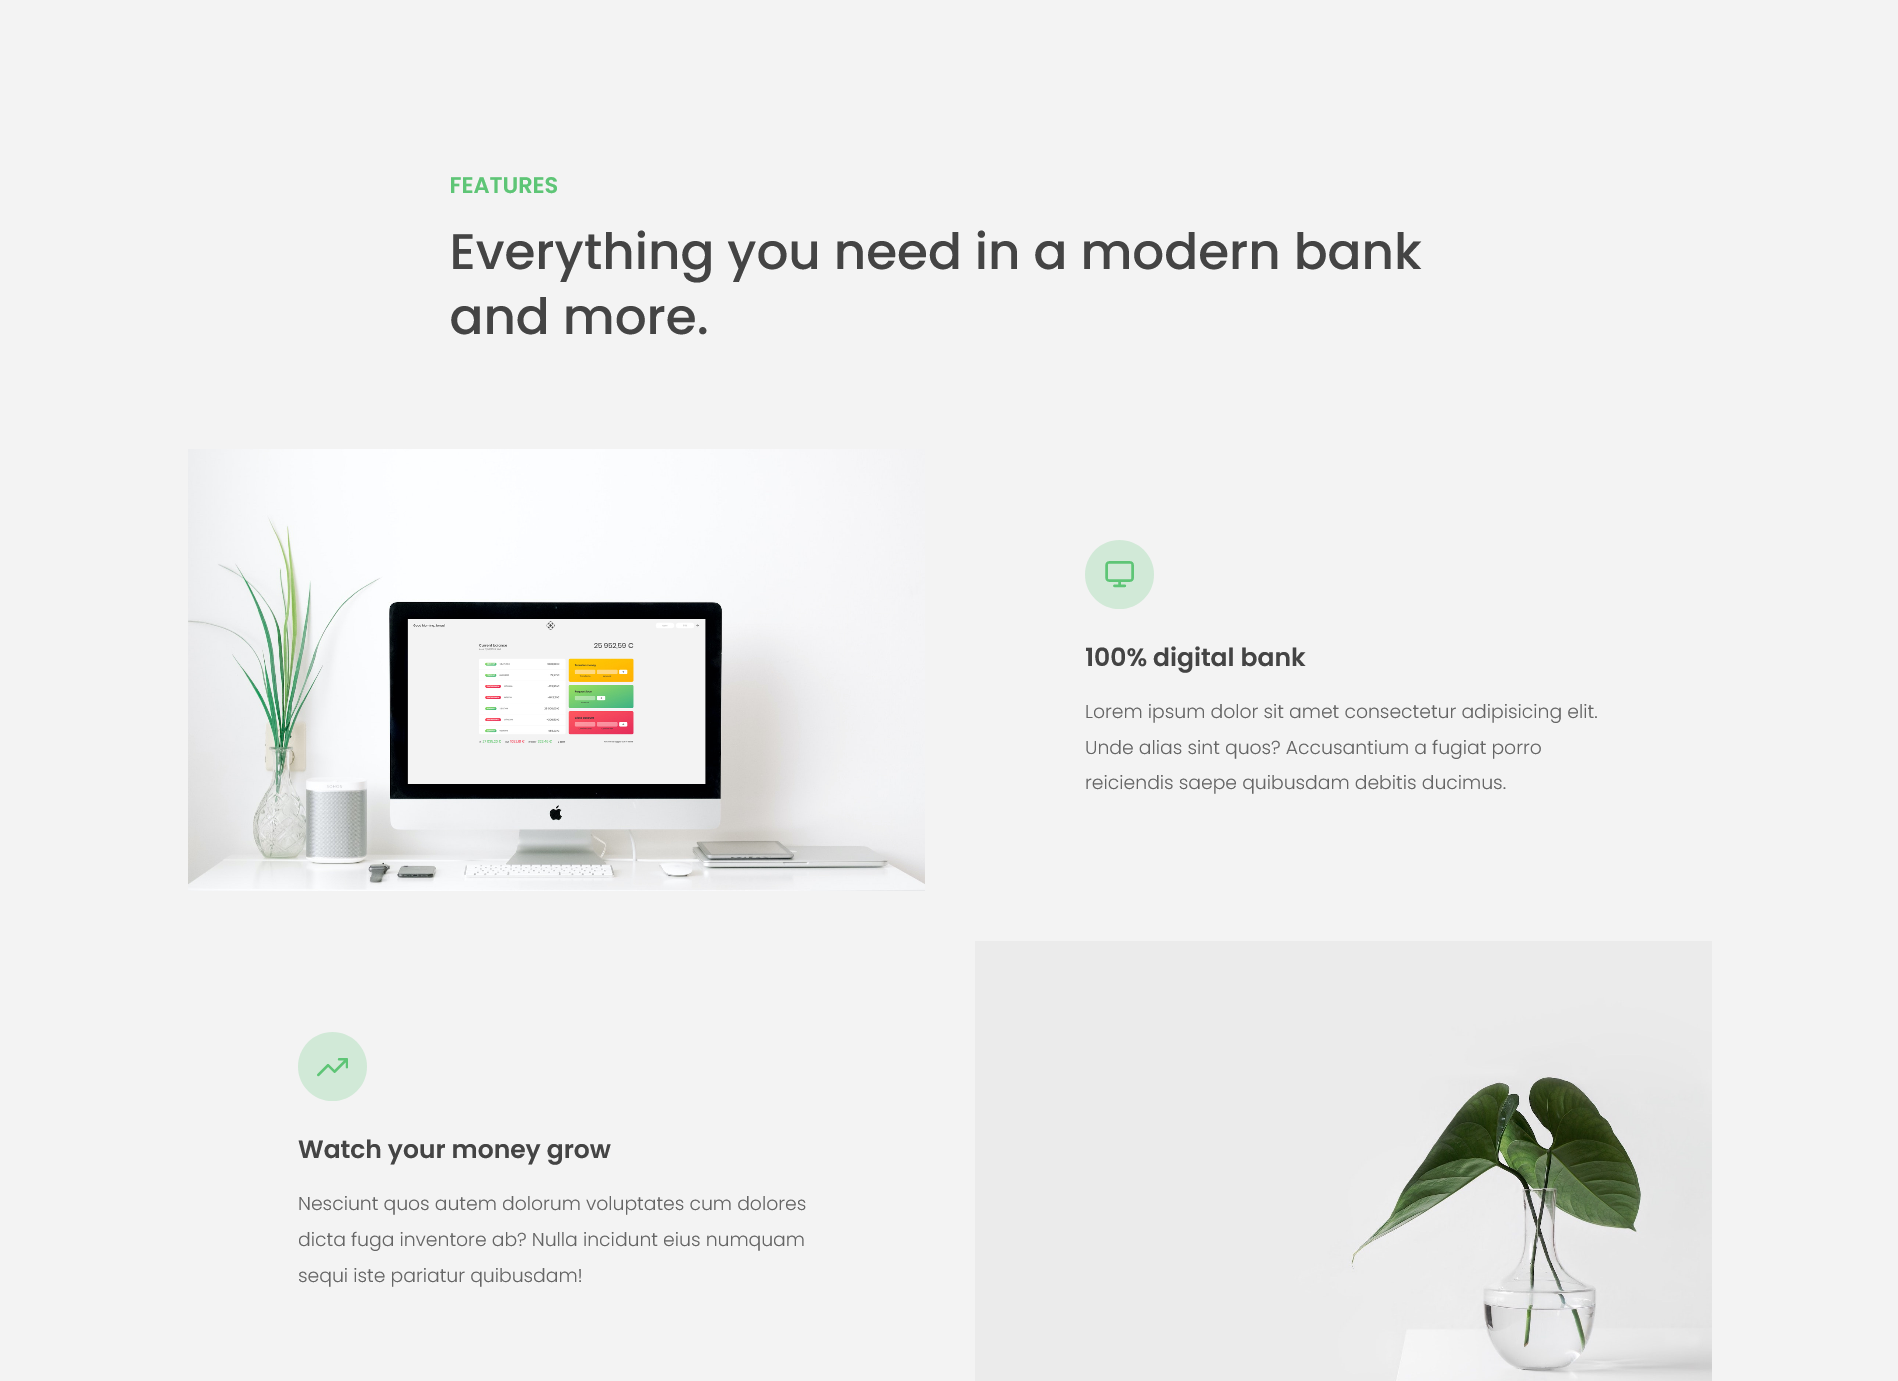 FEATURES
Everything you need in a modern bank
and more.
Current balance
25 952,59 €
100% digital bank
Lorem ipsum dolor sit amet consectetur adipisicing elit.
Unde alias sint quos? Accusantium a fugiat porro
reiciendis saepe quibusdam debitis ducimus.
Watch your money grow
Nesciunt quos autem dolorum voluptates cum dolores
dicta fuga inventore ab? Nulla incidunt eius numquam
sequi iste pariatur quibusdam!